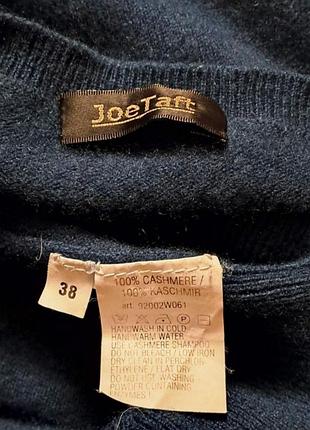 JoeTaft
38
100% CASHMERE /
100% KASCHMIR
art. 92002W061
HANDWASH IN COLD
HANDWARM WATER
USE CASHMERE SHAMPOO
DO NOT BLEACH / LOW IRON
DRY CLEAN IN PERCHLOR-
ETHYLENE / FLAT DRY
DO NOT USE WASHING
POWDER CONTAINING
ENZYMES !